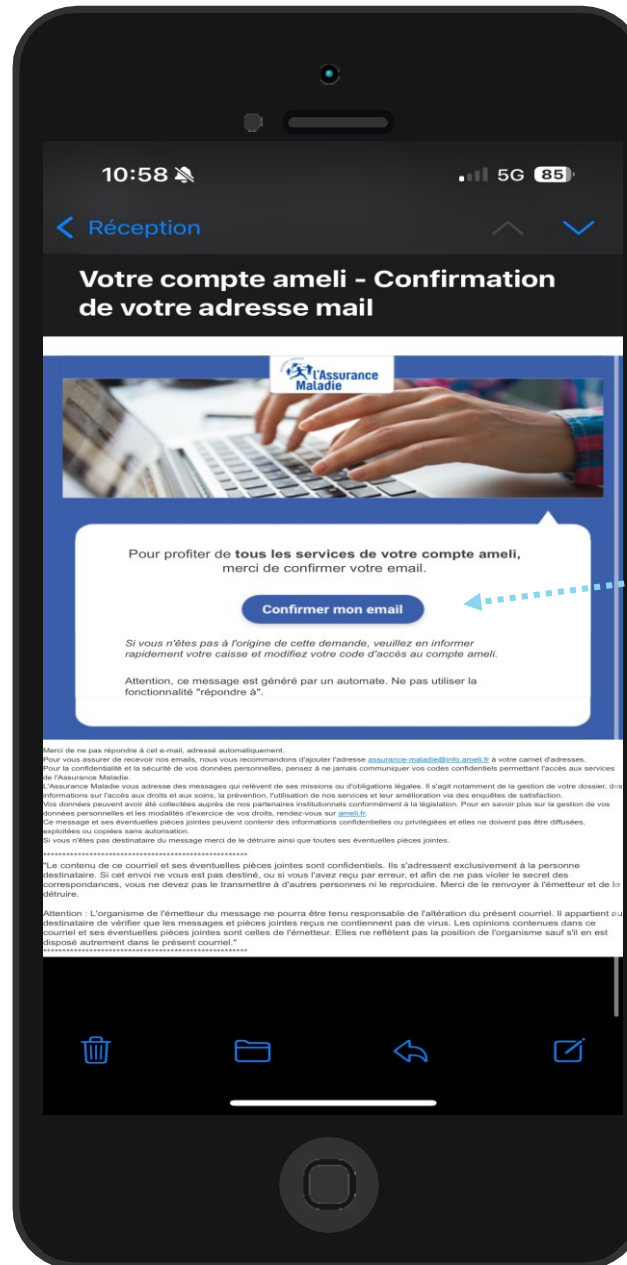 10:58
5G 85
Réception
Votre compte ameli - Confirmation
de votre adresse mail
l'Assurance
Maladie
Pour profiter de tous les services de votre compte ameli,
merci de confirmer votre email.
Confirmer mon email
Si vous n'êtes pas à l'origine de cette demande, veuillez en informer
rapidement votre caisse et modifiez votre code d'accès au compte ameli.
Attention, ce message est généré par un automate. Ne pas utiliser la
fonctionnalité "répondre à".
Merci de ne pas répondre à cet e-mail, adressé automatiquement.
Pour vous assurer de recevoir nos emails, nous vous recommandons d'ajouter l'adresse assurance-maladie@info.ameli.fr à votre carnet d'adresses.
Pour la confidentialité et la sécurité de vos données personnelles, pensez à ne jamais communiquer vos codes confidentiels permettant l'accès aux services
de l'Assurance Maladie.
L'Assurance Maladie vous adresse des messages qui relèvent de ses missions ou d'obligations légales. Il s'agit notamment de la gestion de votre dossier, des
informations sur l'accès aux droits et aux soins, la prévention, l'utilisation de nos services et leur amélioration via des enquêtes de satisfaction.
Vos données peuvent avoir été collectées auprès de nos partenaires institutionnels conformément à la législation. Pour en savoir plus sur la gestion de vos
données personnelles et les modalités d'exercice de vos droits, rendez-vous sur ameli.fr.
Ce message et ses éventuelles pièces jointes peuvent contenir des informations confidentielles ou privilégiées et elles ne doivent pas être diffusées,
exploitées ou copiées sans autorisation.
Si vous n'êtes pas destinataire du message merci de le détruire ainsi que toutes ses éventuelles pièces jointes.
*****************************************************
"Le contenu de ce courriel et ses éventuelles pièces jointes sont confidentiels. Ils s'adressent exclusivement à la personne
destinataire. Si cet envoi ne vous est pas destiné, ou si vous l'avez reçu par erreur, et afin de ne pas violer le secret des
correspondances, vous ne devez pas le transmettre à d'autres personnes ni le reproduire. Merci de le renvoyer à l'émetteur et de le
détruire.
Attention : L'organisme de l'émetteur du message ne pourra être tenu responsable de l'altération du présent courriel. Il appartient au
destinataire de vérifier que les messages et pièces jointes reçus ne contiennent pas de virus. Les opinions contenues dans ce
courriel et ses éventuelles pièces jointes sont celles de l'émetteur. Elles ne reflètent pas la position de l'organisme sauf s'il en est
disposé autrement dans le présent courriel."
*****************************************************